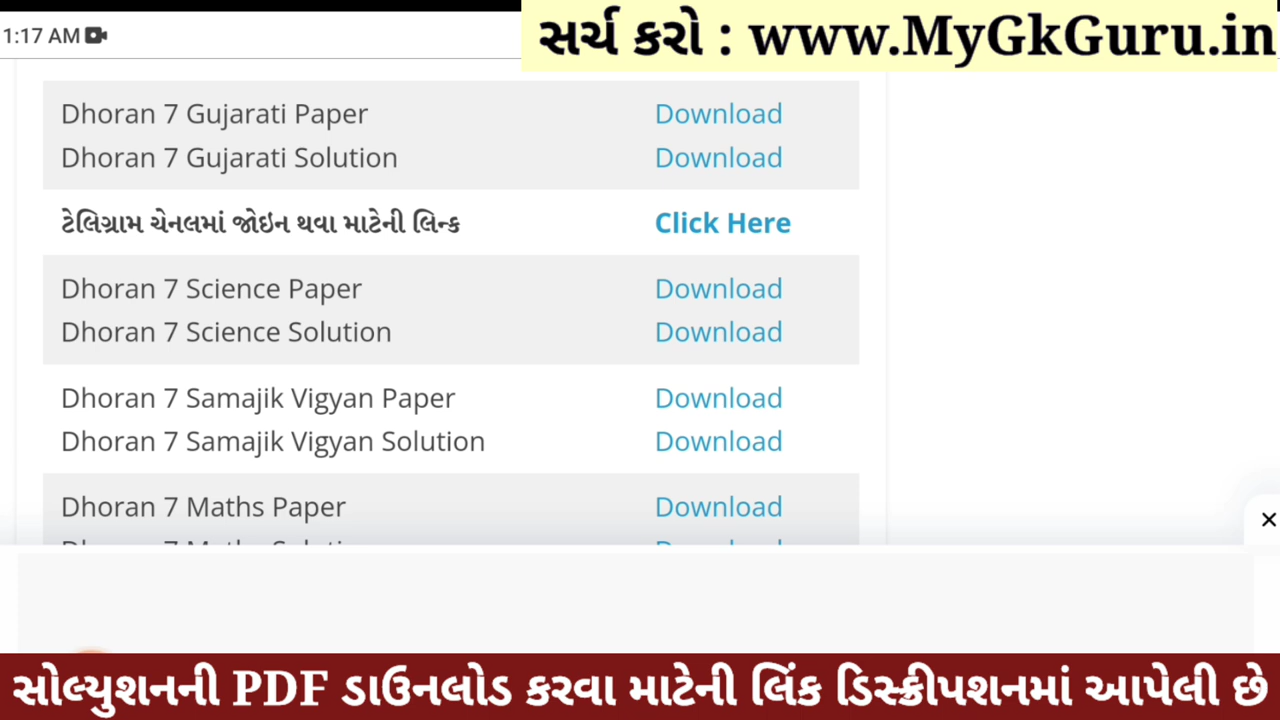 1:17 AM
સર્ચ કરો : www.MyGkGuru.in
Dhoran 7 Gujarati Paper Download
Dhoran 7 Gujarati Solution Download
ટેલિગ્રામ ચેનલમાં જોઇન થવા માટેની લિન્ક Click Here
Dhoran 7 Science Paper Download
Dhoran 7 Science Solution Download
Dhoran 7 Samajik Vigyan Paper Download
Dhoran 7 Samajik Vigyan Solution Download
Dhoran 7 Maths Paper Download
સોલ્યુશનની PDF ડાઉનલોડ કરવા માટેની લિંક ડિસ્ક્રીપશનમાં આપેલી છે